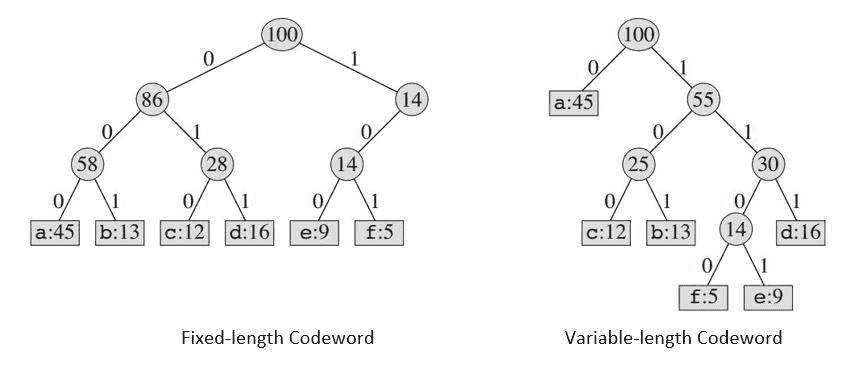 100
0 1
86 14
0 1 0
58 28 14
0 1 0 1 0 1
a:45 b:13 c:12 d:16 e:9 f:5
Fixed-length Codeword
100
0 1
a:45 55
0 1
25 30
0 1 0 1
c:12 b:13 14 d:16
0 1
f:5 e:9
Variable-length Codeword